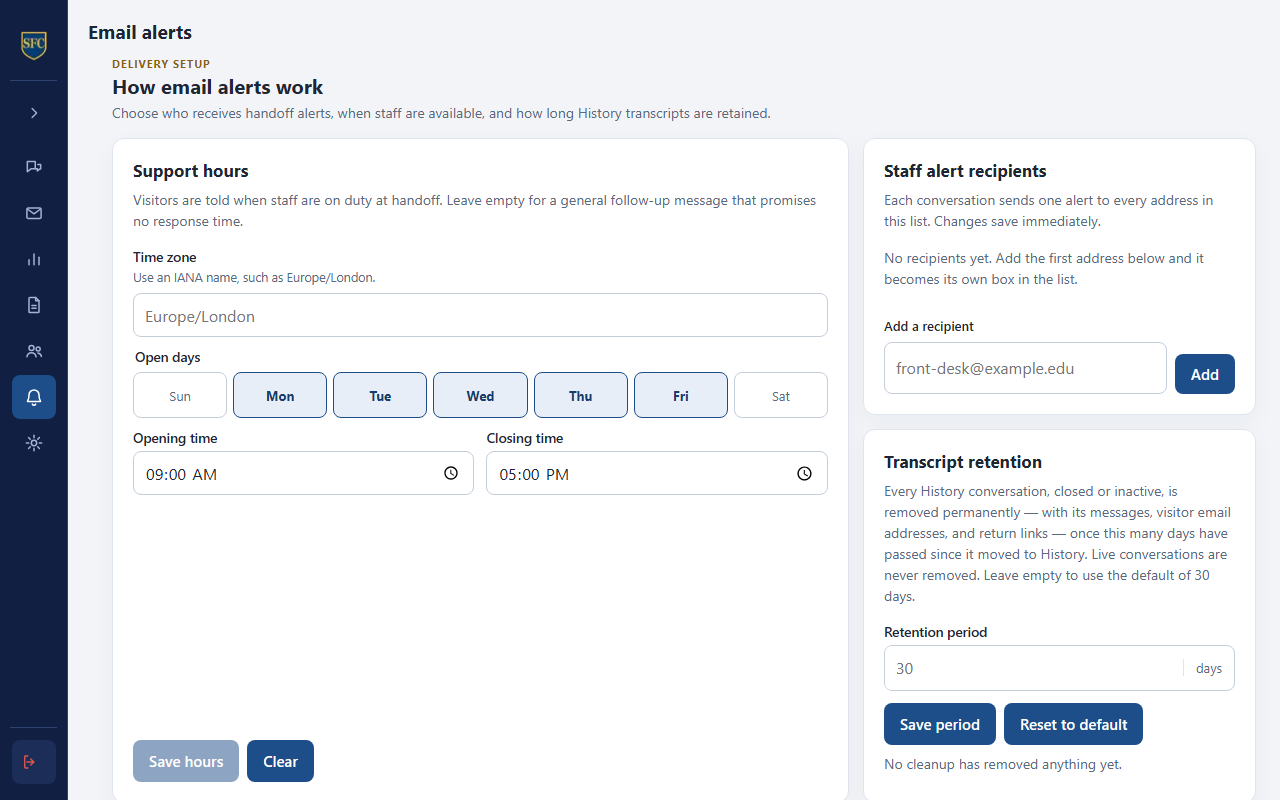 SFC
Email alerts
DELIVERY SETUP
How email alerts work
Choose who receives handoff alerts, when staff are available, and how long History transcripts are retained.
Support hours
Visitors are told when staff are on duty at handoff. Leave empty for a general follow-up message that promises
no response time.
Time zone
Use an IANA name, such as Europe/London.
Europe/London
Open days
Sun Mon Tue Wed Thu Fri Sat
Opening time Closing time
09:00 AM 05:00 PM
Save hours Clear
Staff alert recipients
Each conversation sends one alert to every address in
this list. Changes save immediately.
No recipients yet. Add the first address below and it
becomes its own box in the list.
Add a recipient
front-desk@example.edu Add
Transcript retention
Every History conversation, closed or inactive, is
removed permanently — with its messages, visitor email
addresses, and return links — once this many days have
passed since it moved to History. Live conversations are
never removed. Leave empty to use the default of 30
days.
Retention period
30 days
Save period Reset to default
No cleanup has removed anything yet.